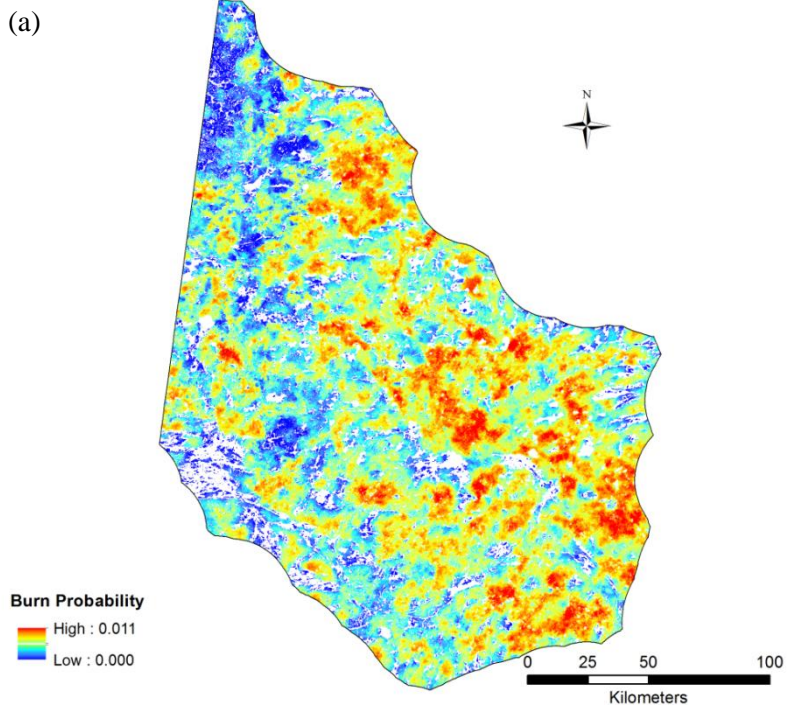 (a)
N
Burn Probability
High : 0.011
Low : 0.000
0 25 50 100
Kilometers